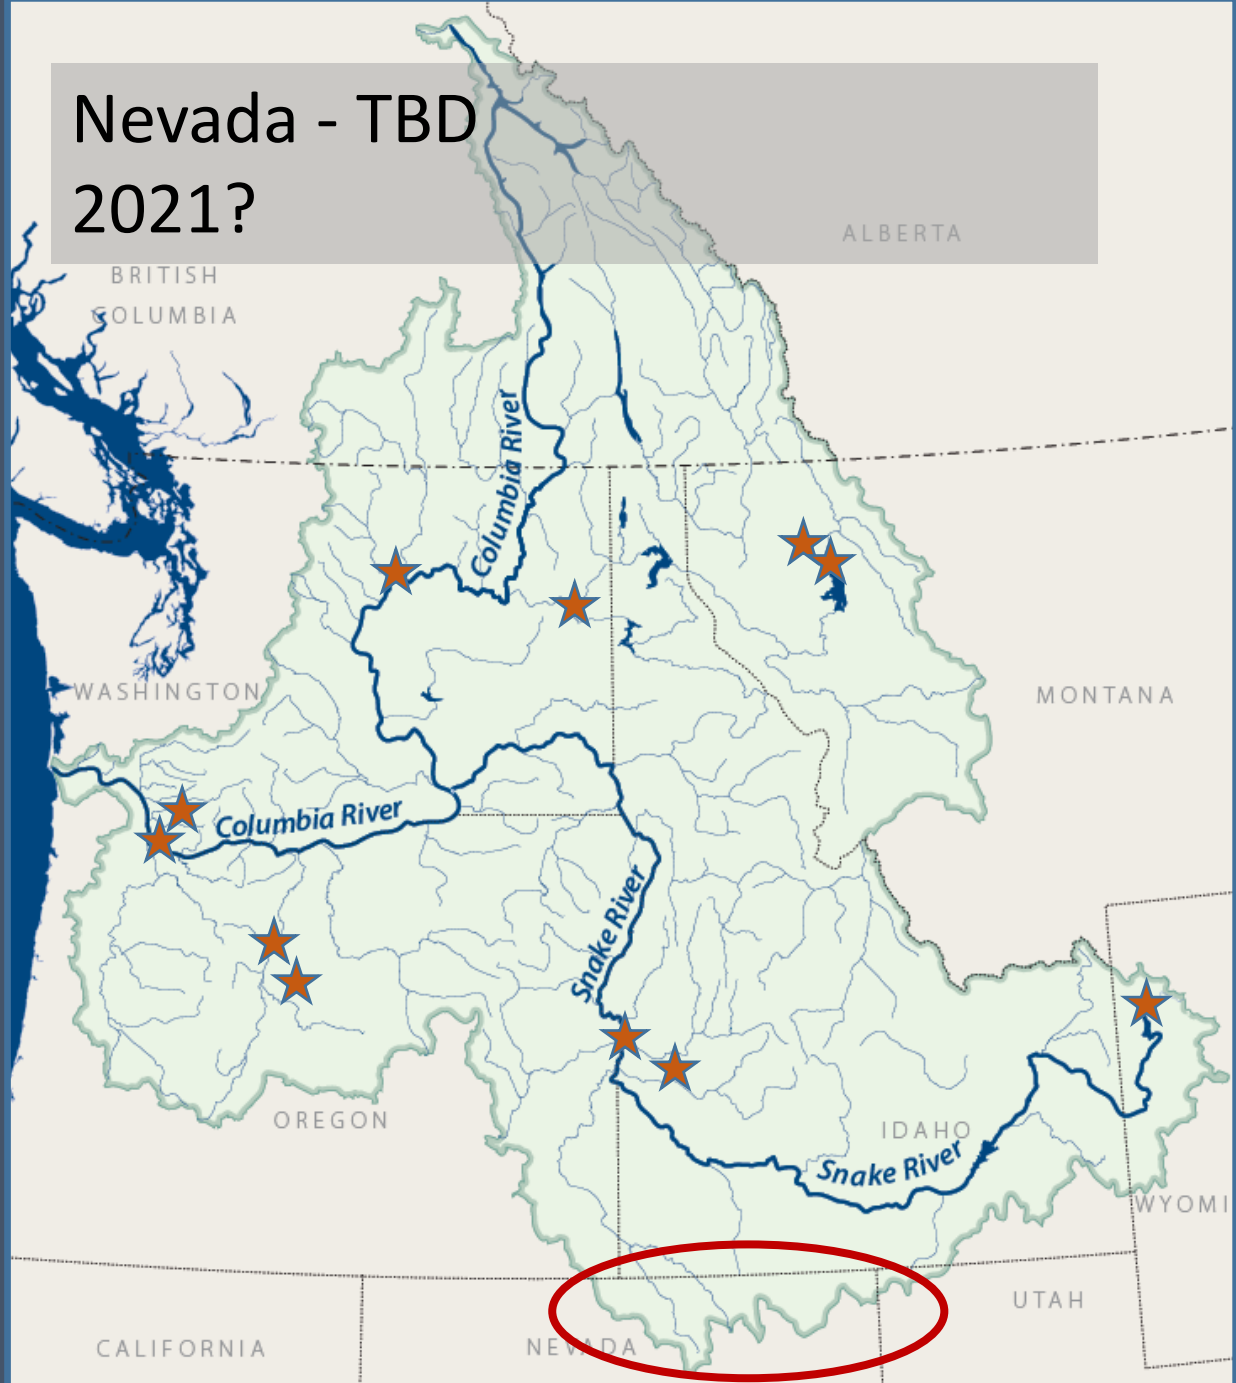 Nevada - TBD
2021?
ALBERTA
BRITISH
COLUMBIA
Columbia River
WASHINGTON
MONTANA
Columbia River
Snake River
OREGON
IDAHO
Snake River
WYOMI
UTAH
CALIFORNIA
NEVADA